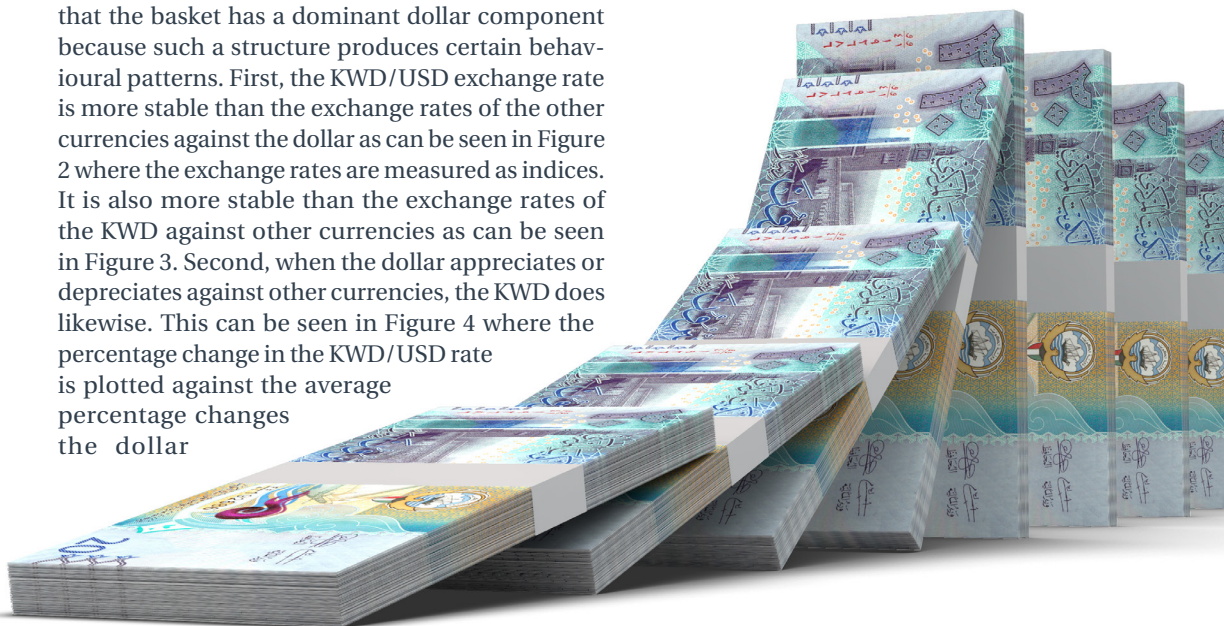 that the basket has a dominant dollar component
because such a structure produces certain behav-
ioural patterns. First, the KWD/USD exchange rate
is more stable than the exchange rates of the other
currencies against the dollar as can be seen in Figure
2 where the exchange rates are measured as indices.
It is also more stable than the exchange rates of
the KWD against other currencies as can be seen
in Figure 3. Second, when the dollar appreciates or
depreciates against other currencies, the KWD does
likewise. This can be seen in Figure 4 where the
percentage change in the KWD/USD rate
is plotted against the average
percentage changes
the dollar
20